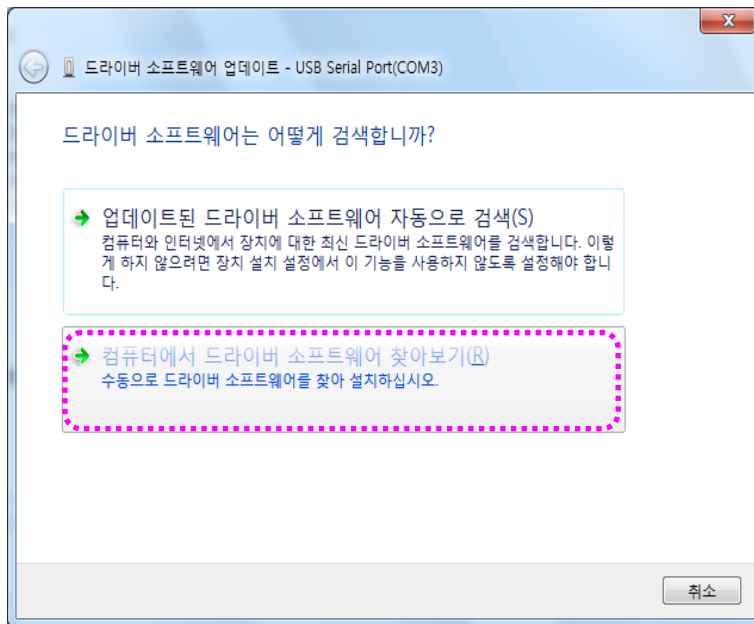 드라이버 소프트웨어 업데이트 - USB Serial Port(COM3)
드라이버 소프트웨어는 어떻게 검색합니까?
업데이트된 드라이버 소프트웨어 자동으로 검색(S)
컴퓨터와 인터넷에서 장치에 대한 최신 드라이버 소프트웨어를 검색합니다. 이렇
게 하지 않으려면 장치 설치 설정에서 이 기능을 사용하지 않도록 설정해야 합니
다.
컴퓨터에서 드라이버 소프트웨어 찾아보기(R)
수동으로 드라이버 소프트웨어를 찾아 설치하십시오.
취소